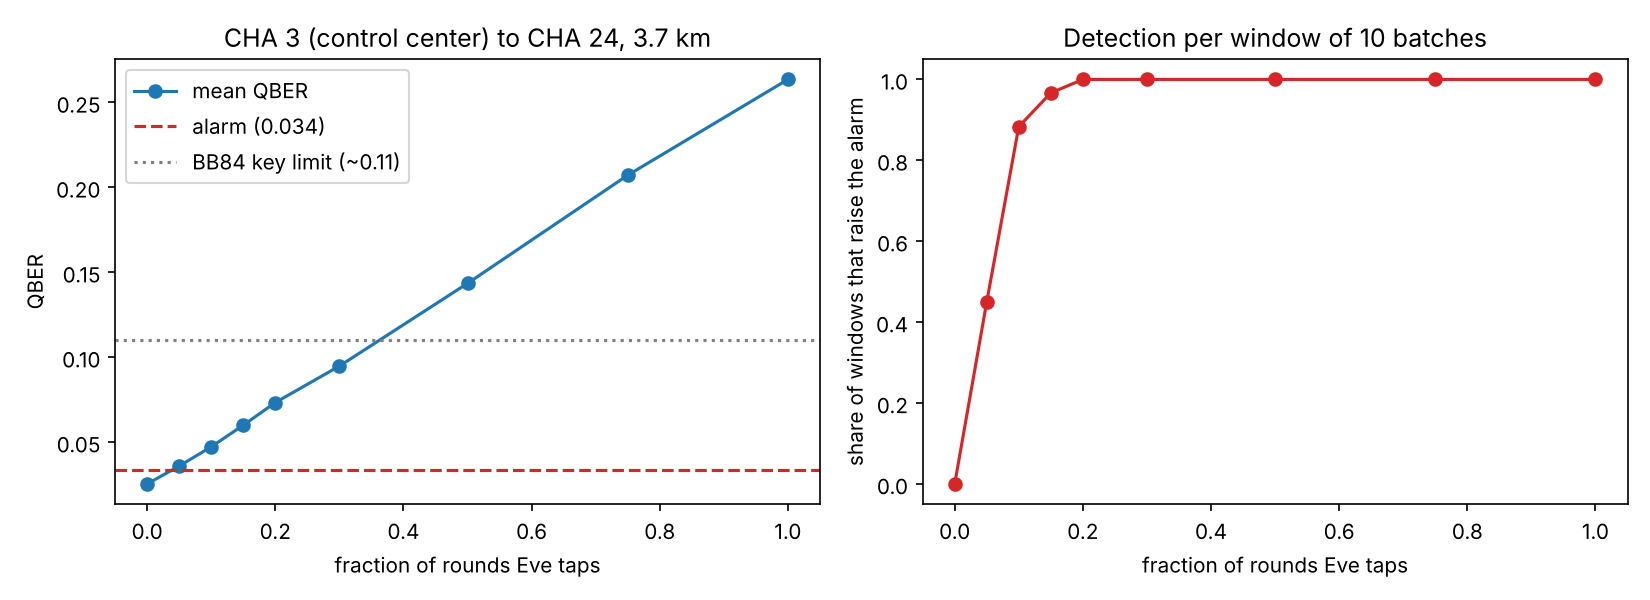 CHA 3 (control center) to CHA 24, 3.7 km
mean QBER
alarm (0.034)
BB84 key limit (~0.11)
QBER
0.25
0.20
0.15
0.10
0.05
0.0 0.2 0.4 0.6 0.8 1.0
fraction of rounds Eve taps
Detection per window of 10 batches
share of windows that raise the alarm
1.0
0.8
0.6
0.4
0.2
0.0
0.0 0.2 0.4 0.6 0.8 1.0
fraction of rounds Eve taps